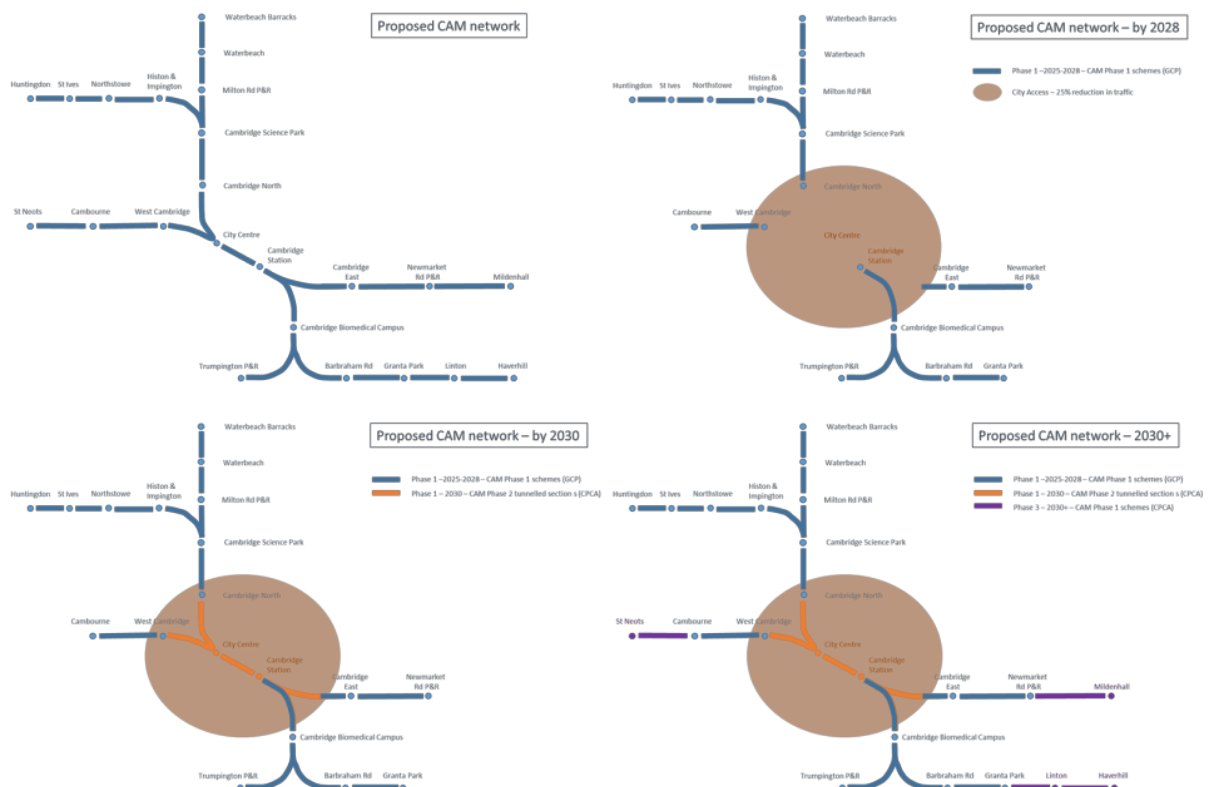 Proposed CAM network
Waterbeach Barracks
Waterbeach
Huntingdon
St Ives
Northstowe
Histon &
Impington
Milton Rd P&R
Cambridge Science Park
Cambridge North
St Neots
Cambourne
West Cambridge
City Centre
Cambridge
Station
Cambridge
East
Newmarket
Rd P&R
Mildenhall
Cambridge Biomedical Campus
Trumpington P&R
Barbraham Rd
Granta Park
Linton
Haverhill
Proposed CAM network – by 2028
Phase 1 –2025-2028 – CAM Phase 1 schemes (GCP)
City Access – 25% reduction in traffic
Waterbeach Barracks
Waterbeach
Huntingdon
St Ives
Northstowe
Histon &
Impington
Milton Rd P&R
Cambridge Science Park
Cambridge North
Cambourne
West Cambridge
City Centre
Cambridge
Station
Cambridge
East
Newmarket
Rd P&R
Cambridge Biomedical Campus
Trumpington P&R
Barbraham Rd
Granta Park
Proposed CAM network – by 2030
Phase 1 –2025-2028 – CAM Phase 1 schemes (GCP)
Phase 1 – 2030 – CAM Phase 2 tunnelled section s (CPCA)
Waterbeach Barracks
Waterbeach
Huntingdon
St Ives
Northstowe
Histon &
Impington
Milton Rd P&R
Cambridge Science Park
Cambridge North
Cambourne
West Cambridge
City Centre
Cambridge
Station
Cambridge
East
Newmarket
Rd P&R
Cambridge Biomedical Campus
Trumpington P&R
Barbraham Rd
Granta Park
Proposed CAM network – 2030+
Phase 1 –2025-2028 – CAM Phase 1 schemes (GCP)
Phase 1 – 2030 – CAM Phase 2 tunnelled section s (CPCA)
Phase 3 – 2030+ – CAM Phase 1 schemes (CPCA)
Waterbeach Barracks
Waterbeach
Huntingdon
St Ives
Northstowe
Histon &
Impington
Milton Rd P&R
Cambridge Science Park
Cambridge North
St Neots
Cambourne
West Cambridge
City Centre
Cambridge
Station
Cambridge
East
Newmarket
Rd P&R
Mildenhall
Cambridge Biomedical Campus
Trumpington P&R
Barbraham Rd
Granta Park
Linton
Haverhill